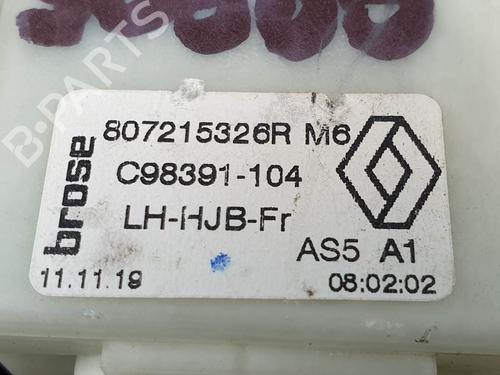 B-PARTS
brose
807215326R M6
C98391-104
LH-HJB-Fr
AS5 A1
11.11.19
08:02:02